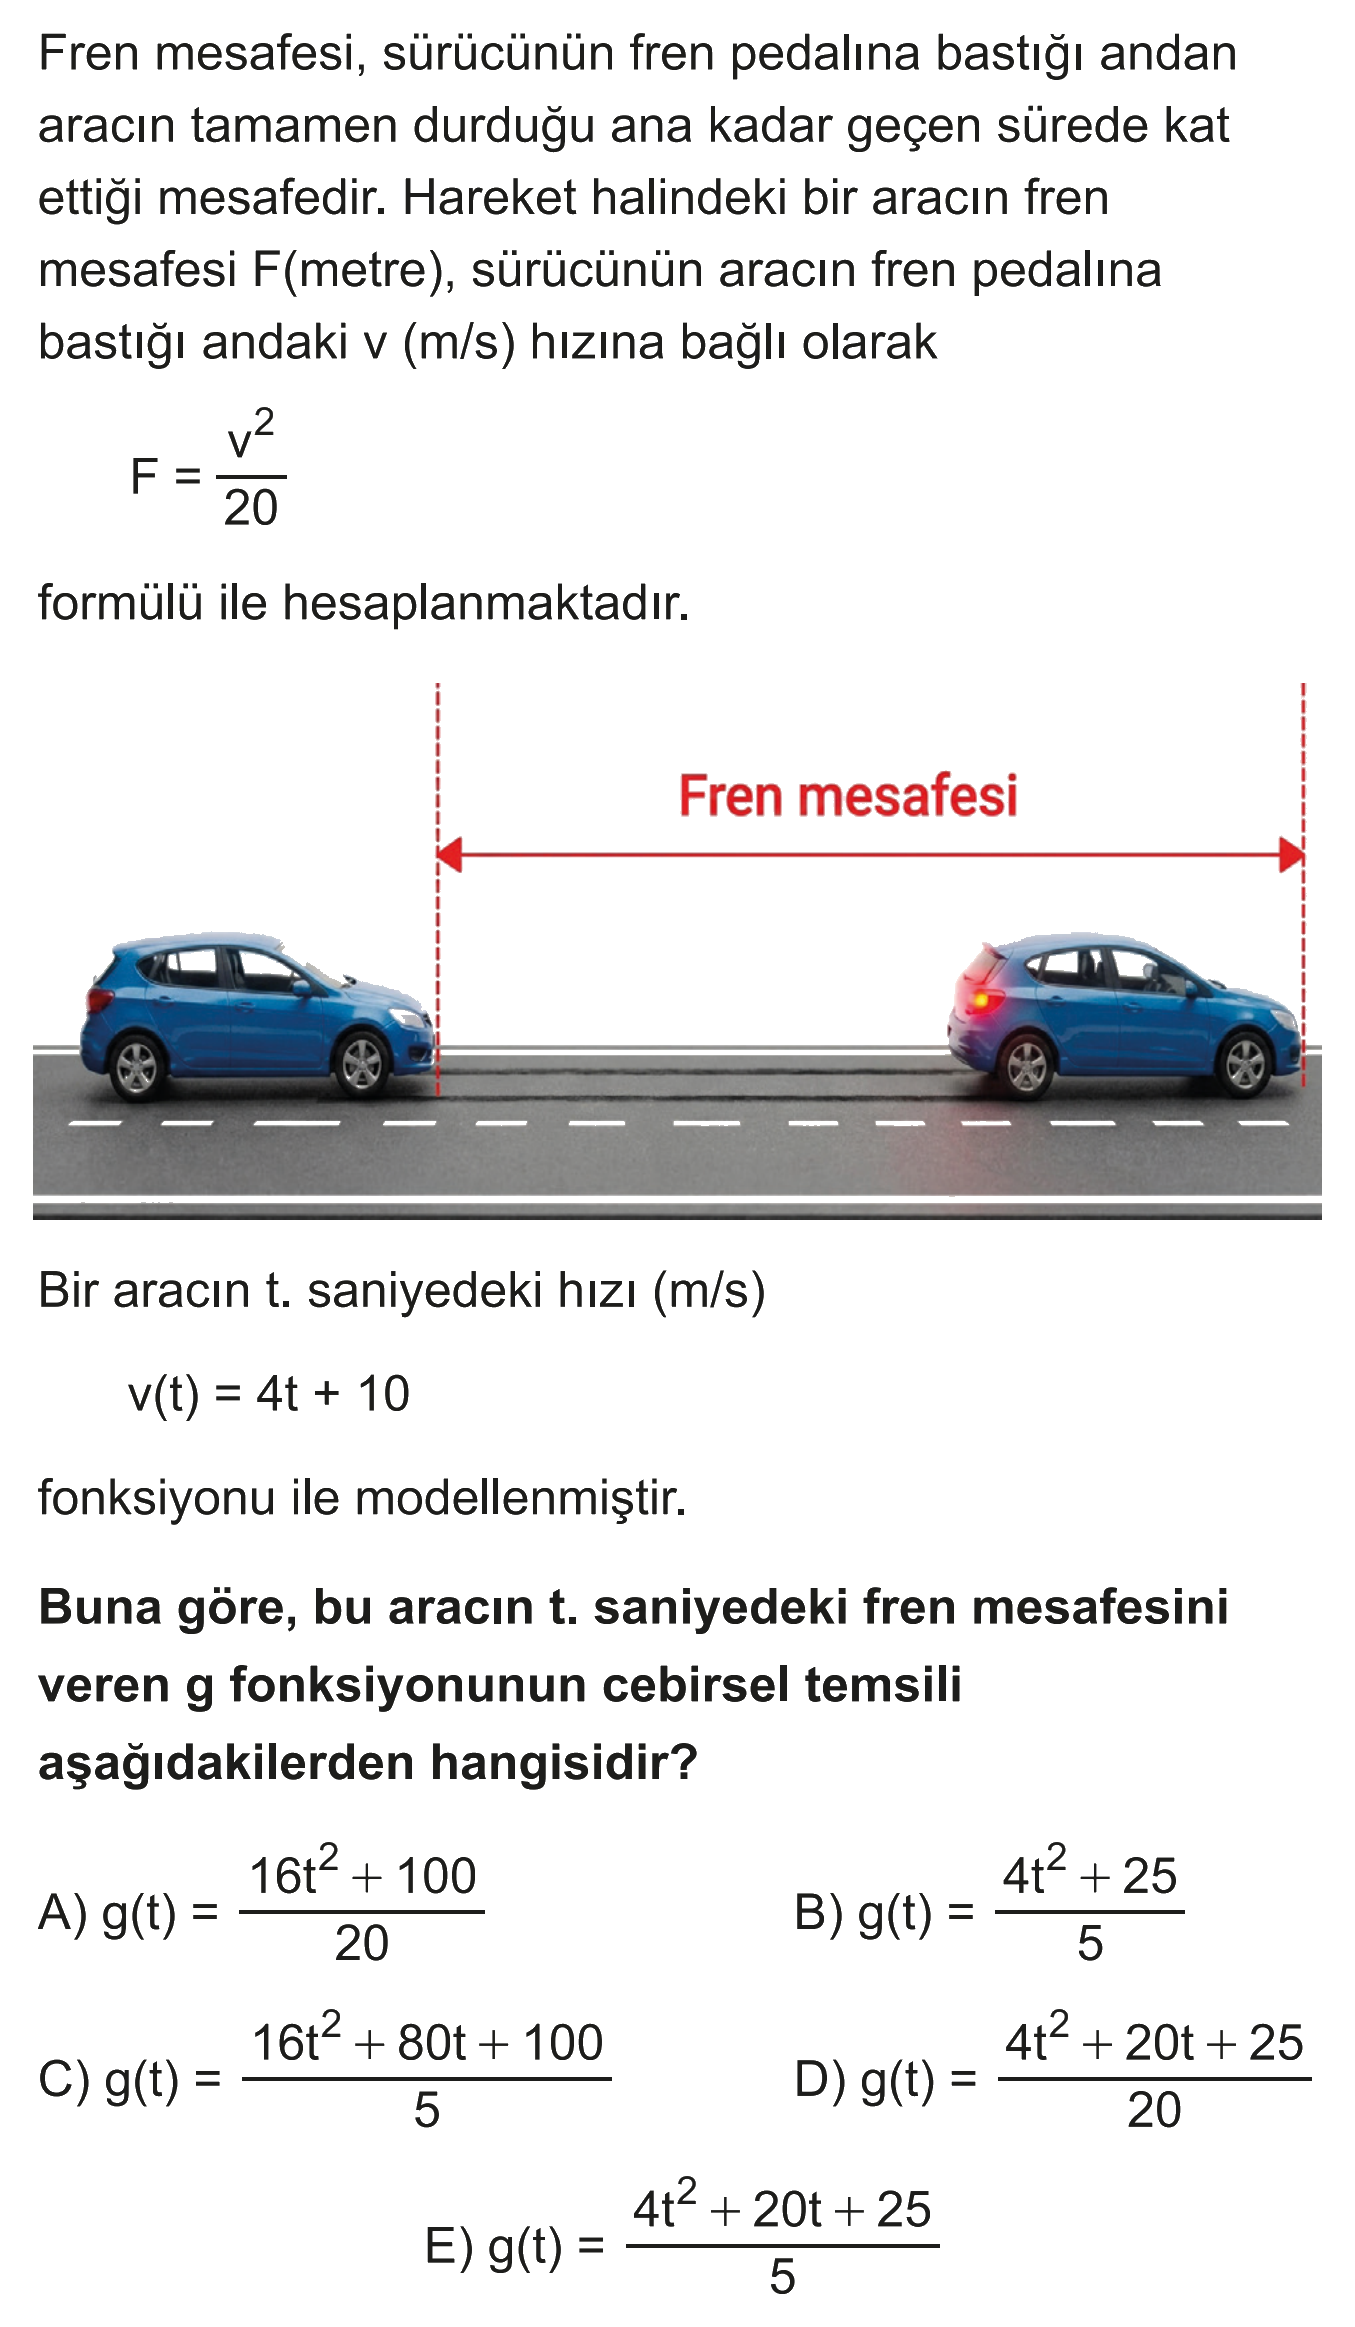 Fren mesafesi, sürücünün fren pedalına bastığı andan
aracın tamamen durduğu ana kadar geçen sürede kat
ettiği mesafedir. Hareket halindeki bir aracın fren
mesafesi F(metre), sürücünün aracın fren pedalına
bastığı andaki v (m/s) hızına bağlı olarak
F = v²/20
formülü ile hesaplanmaktadır.
Fren mesafesi
Bir aracın t. saniyedeki hızı (m/s)
v(t) = 4t + 10
fonksiyonu ile modellenmiştir.
Buna göre, bu aracın t. saniyedeki fren mesafesini
veren g fonksiyonunun cebirsel temsili
aşağıdakilerden hangisidir?
A) g(t) = (16t² + 100)/20 B) g(t) = (4t² + 25)/5
C) g(t) = (16t² + 80t + 100)/5 D) g(t) = (4t² + 20t + 25)/20
E) g(t) = (4t² + 20t + 25)/5